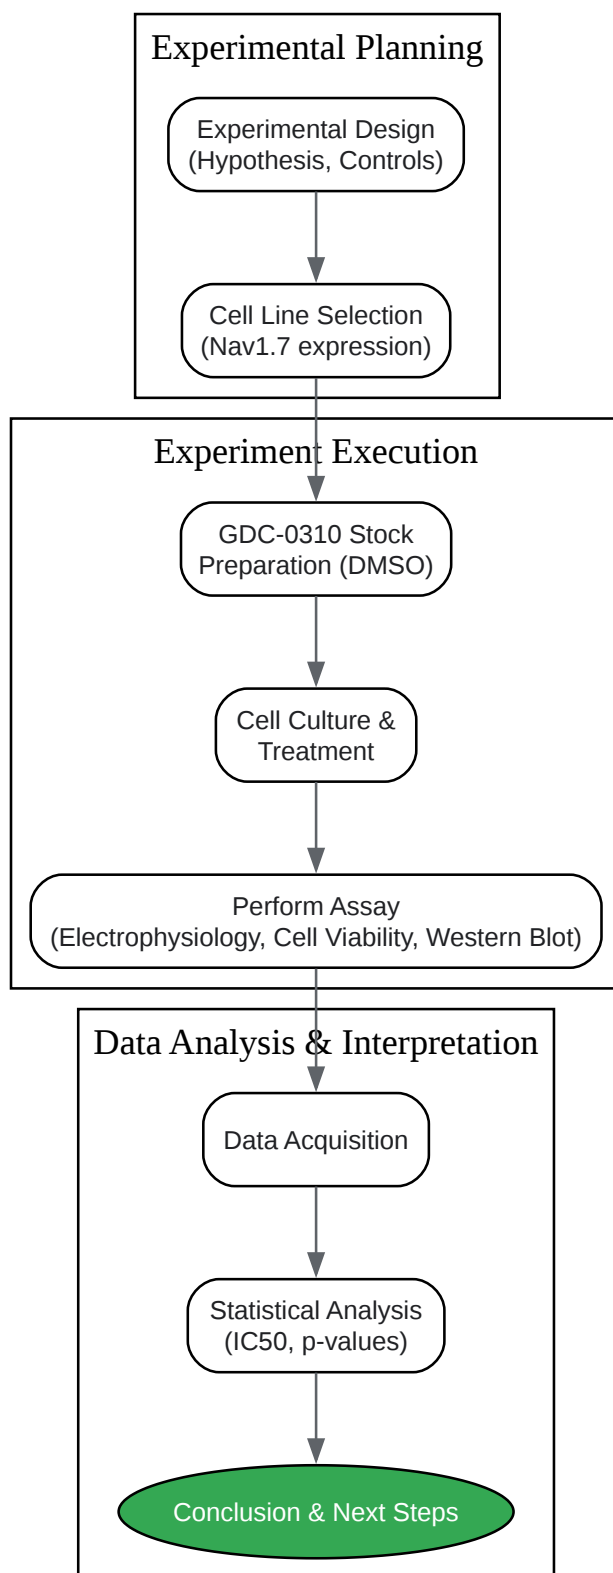 Experimental Planning
Experimental Design
(Hypothesis, Controls)
Cell Line Selection
(Nav1.7 expression)
Experiment Execution
GDC-0310 Stock
Preparation (DMSO)
Cell Culture &
Treatment
Perform Assay
(Electrophysiology, Cell Viability, Western Blot)
Data Analysis & Interpretation
Data Acquisition
Statistical Analysis
(IC50, p-values)
Conclusion & Next Steps